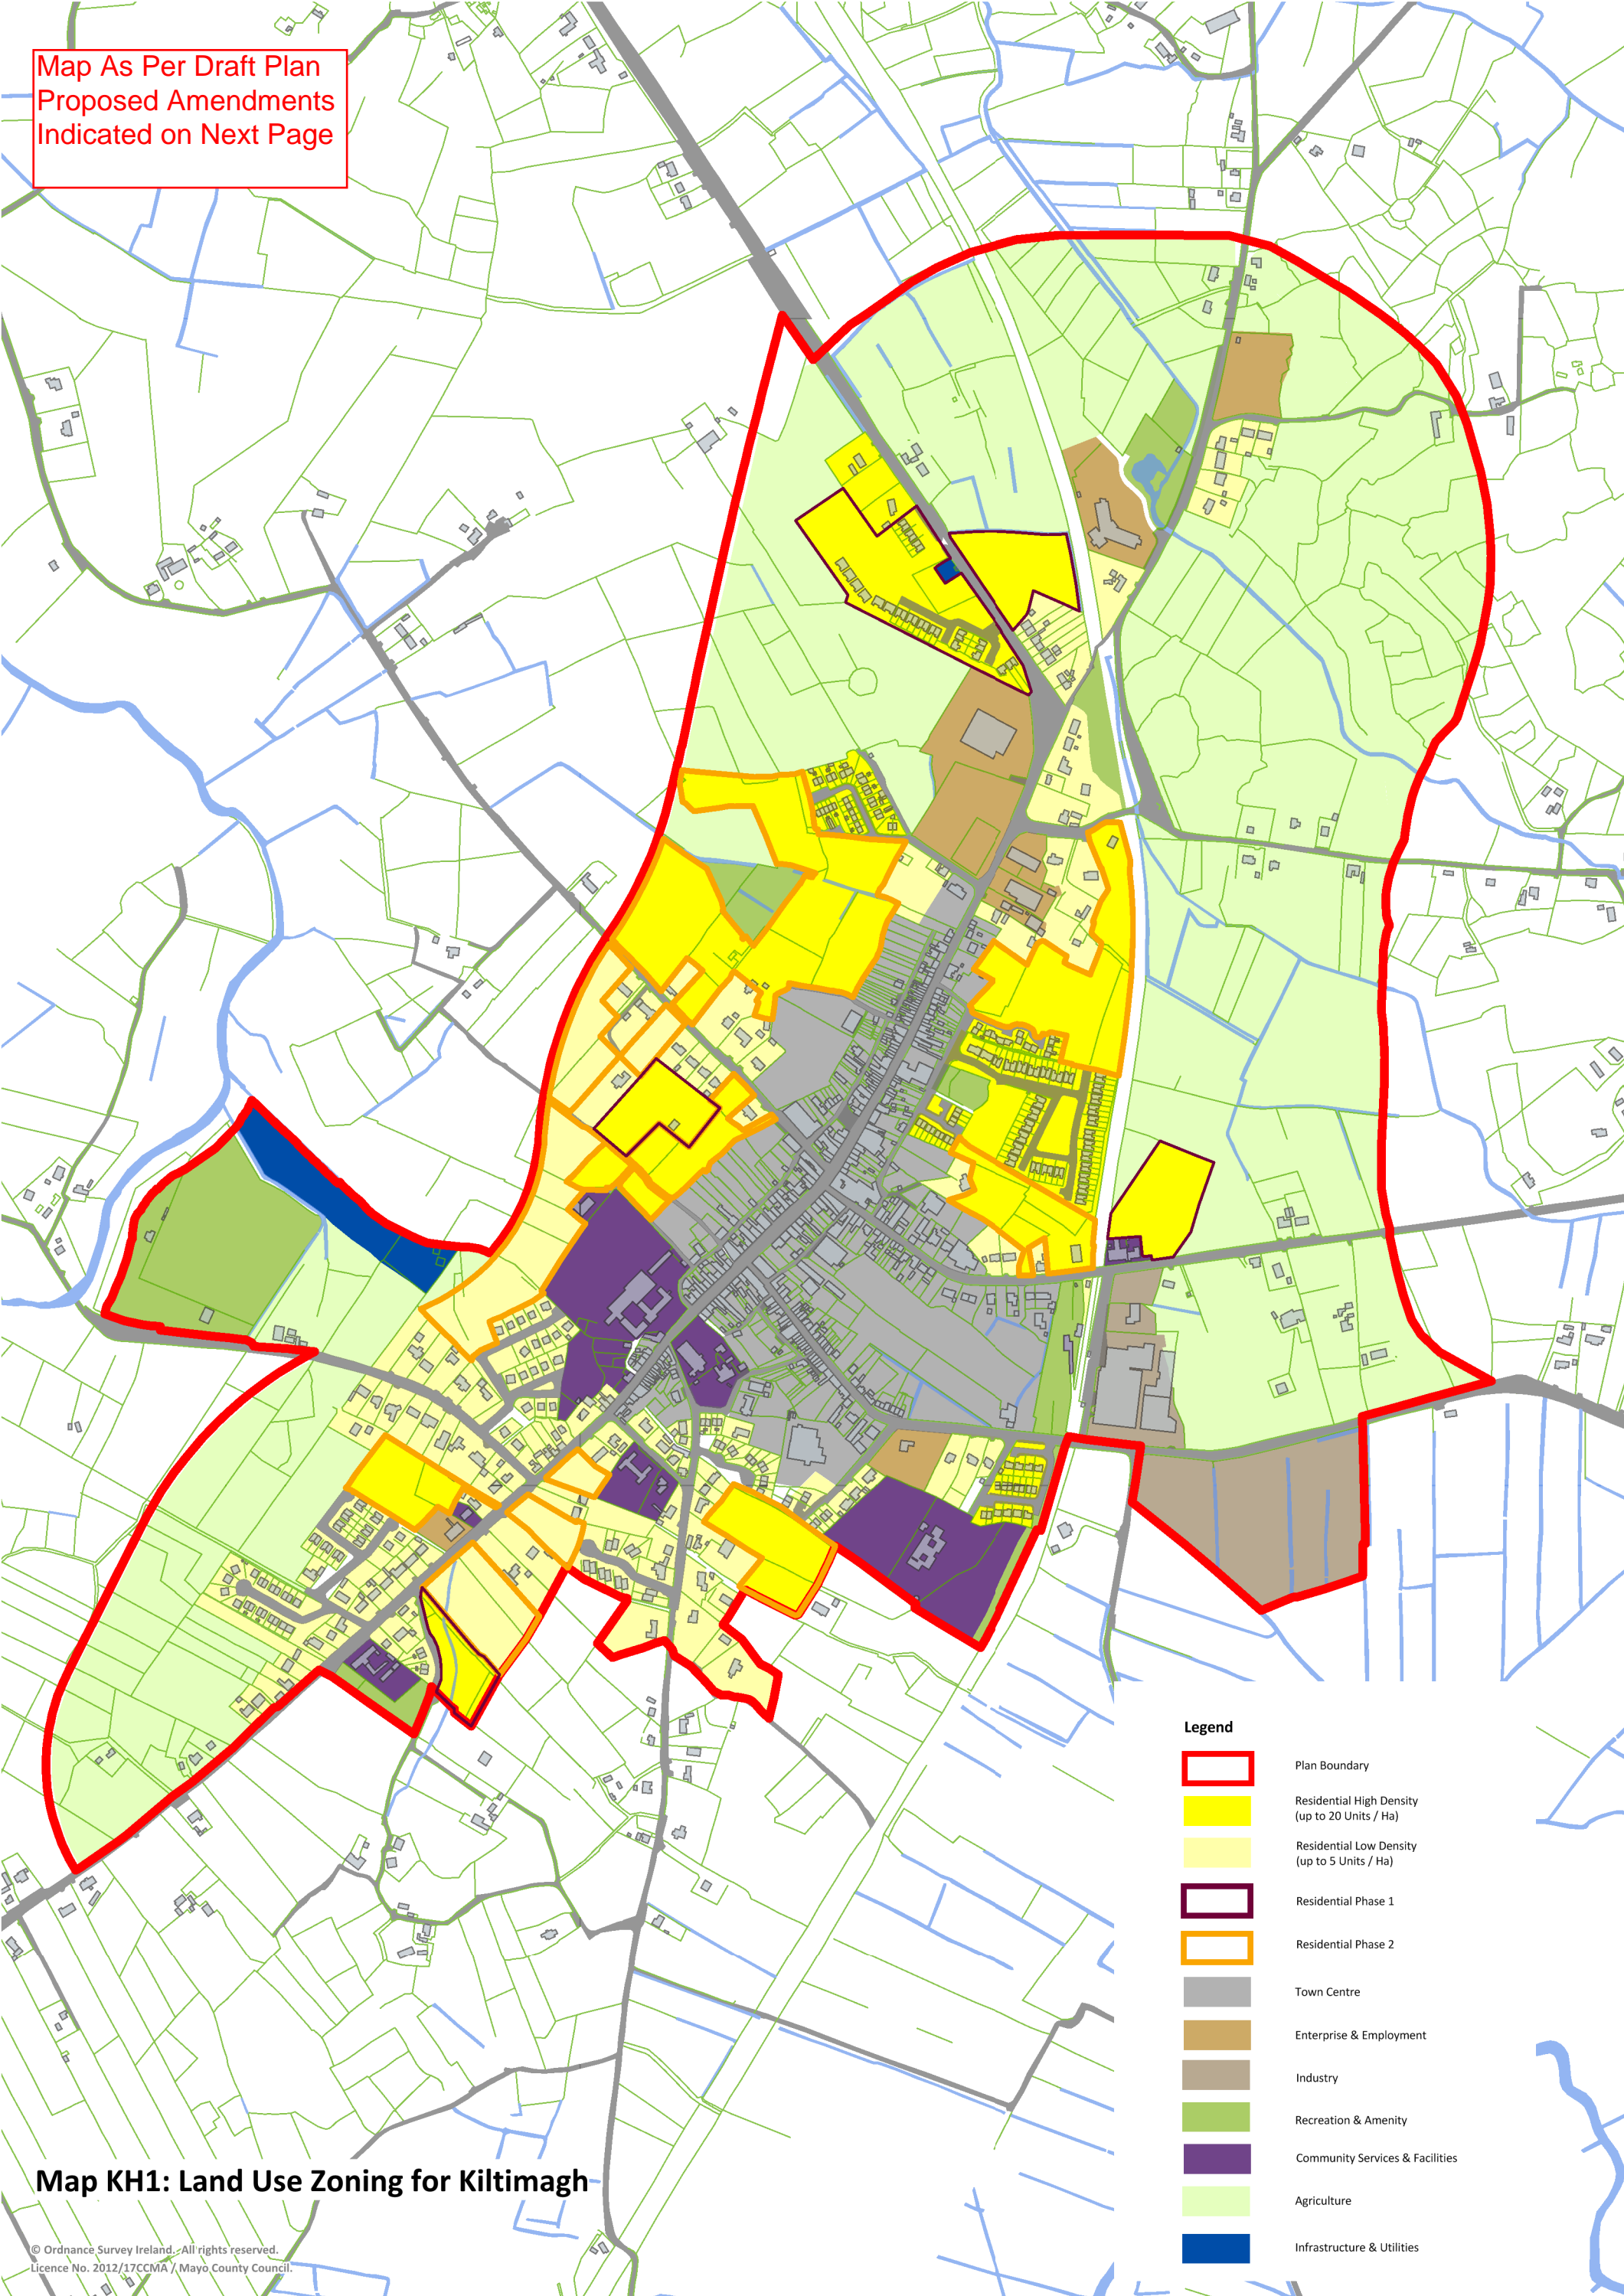 Map As Per Draft Plan
Proposed Amendments
Indicated on Next Page
Legend
Plan Boundary
Residential High Density
(up to 20 Units / Ha)
Residential Low Density
(up to 5 Units / Ha)
Residential Phase 1
Residential Phase 2
Town Centre
Enterprise & Employment
Industry
Recreation & Amenity
Community Services & Facilities
Agriculture
Infrastructure & Utilities
Map KH1: Land Use Zoning for Kiltimagh
© Ordnance Survey Ireland. All rights reserved.
Licence No. 2012/17CCMA / Mayo County Council.